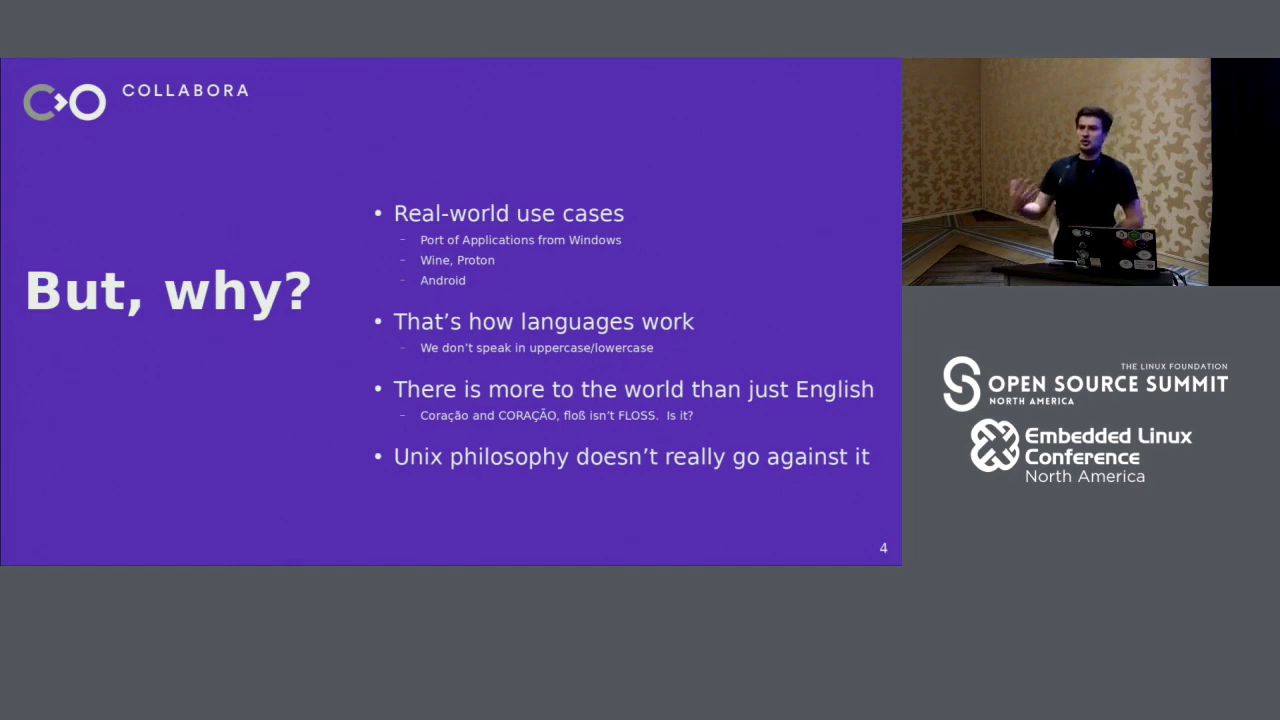 COLLABORA
But, why?
• Real-world use cases
– Port of Applications from Windows
– Wine, Proton
– Android
• That’s how languages work
– We don’t speak in uppercase/lowercase
• There is more to the world than just English
– Coração and CORAÇÃO, floß isn’t FLOSS. Is it?
• Unix philosophy doesn’t really go against it
4
THE LINUX FOUNDATION
OPEN SOURCE SUMMIT
NORTH AMERICA
Embedded Linux
Conference
North America